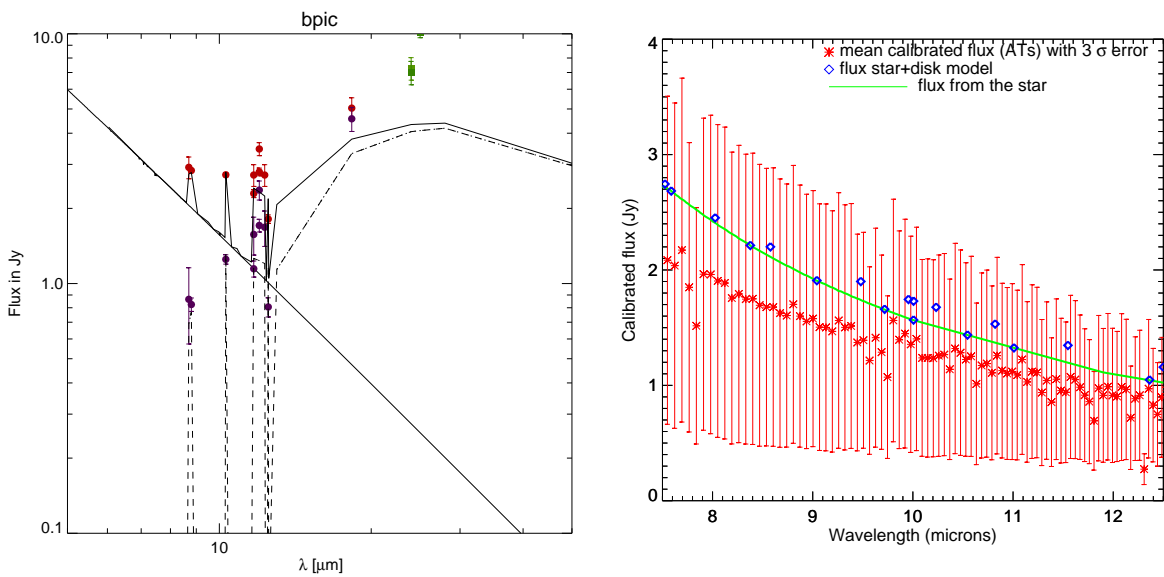 bpic
10.0
1.0
0.1
Flux in Jy
10
λ [μm]
4
3
2
1
0
Calibrated flux (Jy)
mean calibrated flux (ATs) with 3 σ error
flux star+disk model
flux from the star
8 9 10 11 12
Wavelength (microns)